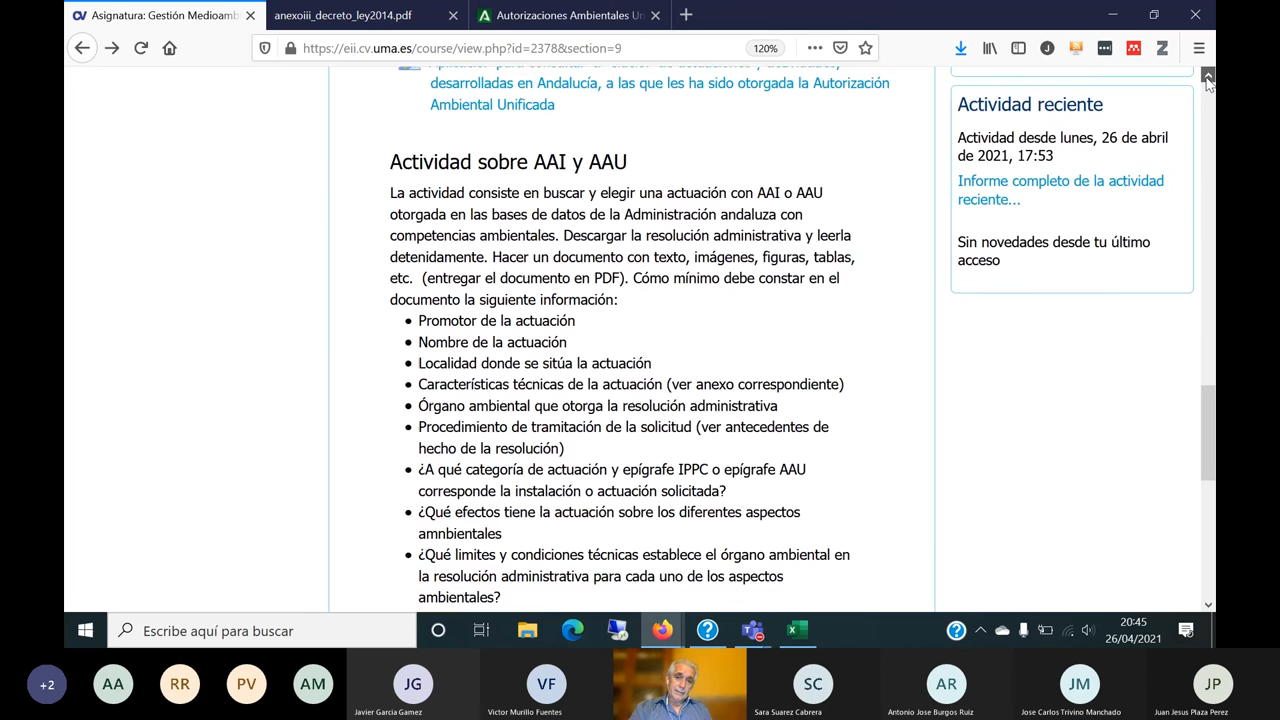 Asignatura: Gestión Medioamb
anexoiii_decreto_ley2014.pdf
Autorizaciones Ambientales Un
https://eii.cv.uma.es/course/view.php?id=2378&section=9
120%
desarrolladas en Andalucía, a las que les ha sido otorgada la Autorización
Ambiental Unificada
Actividad sobre AAI y AAU
La actividad consiste en buscar y elegir una actuación con AAI o AAU
otorgada en las bases de datos de la Administración andaluza con
competencias ambientales. Descargar la resolución administrativa y leerla
detenidamente. Hacer un documento con texto, imágenes, figuras, tablas,
etc. (entregar el documento en PDF). Cómo mínimo debe constar en el
documento la siguiente información:
• Promotor de la actuación
• Nombre de la actuación
• Localidad donde se sitúa la actuación
• Características técnicas de la actuación (ver anexo correspondiente)
• Órgano ambiental que otorga la resolución administrativa
• Procedimiento de tramitación de la solicitud (ver antecedentes de
hecho de la resolución)
• ¿A qué categoría de actuación y epígrafe IPPC o epígrafe AAU
corresponde la instalación o actuación solicitada?
• ¿Qué efectos tiene la actuación sobre los diferentes aspectos
amnbientales
• ¿Qué limites y condiciones técnicas establece el órgano ambiental en
la resolución administrativa para cada uno de los aspectos
ambientales?
Actividad reciente
Actividad desde lunes, 26 de abril
de 2021, 17:53
Informe completo de la actividad
reciente...
Sin novedades desde tu último
acceso
Escribe aquí para buscar
20:45
26/04/2021
+2
AA
RR
PV
AM
JG
Javier Garcia Gamez
VF
Victor Murillo Fuentes
SC
Sara Suarez Cabrera
AR
Antonio Jose Burgos Ruiz
JM
Jose Carlos Trivino Manchado
JP
Juan Jesus Plaza Perez